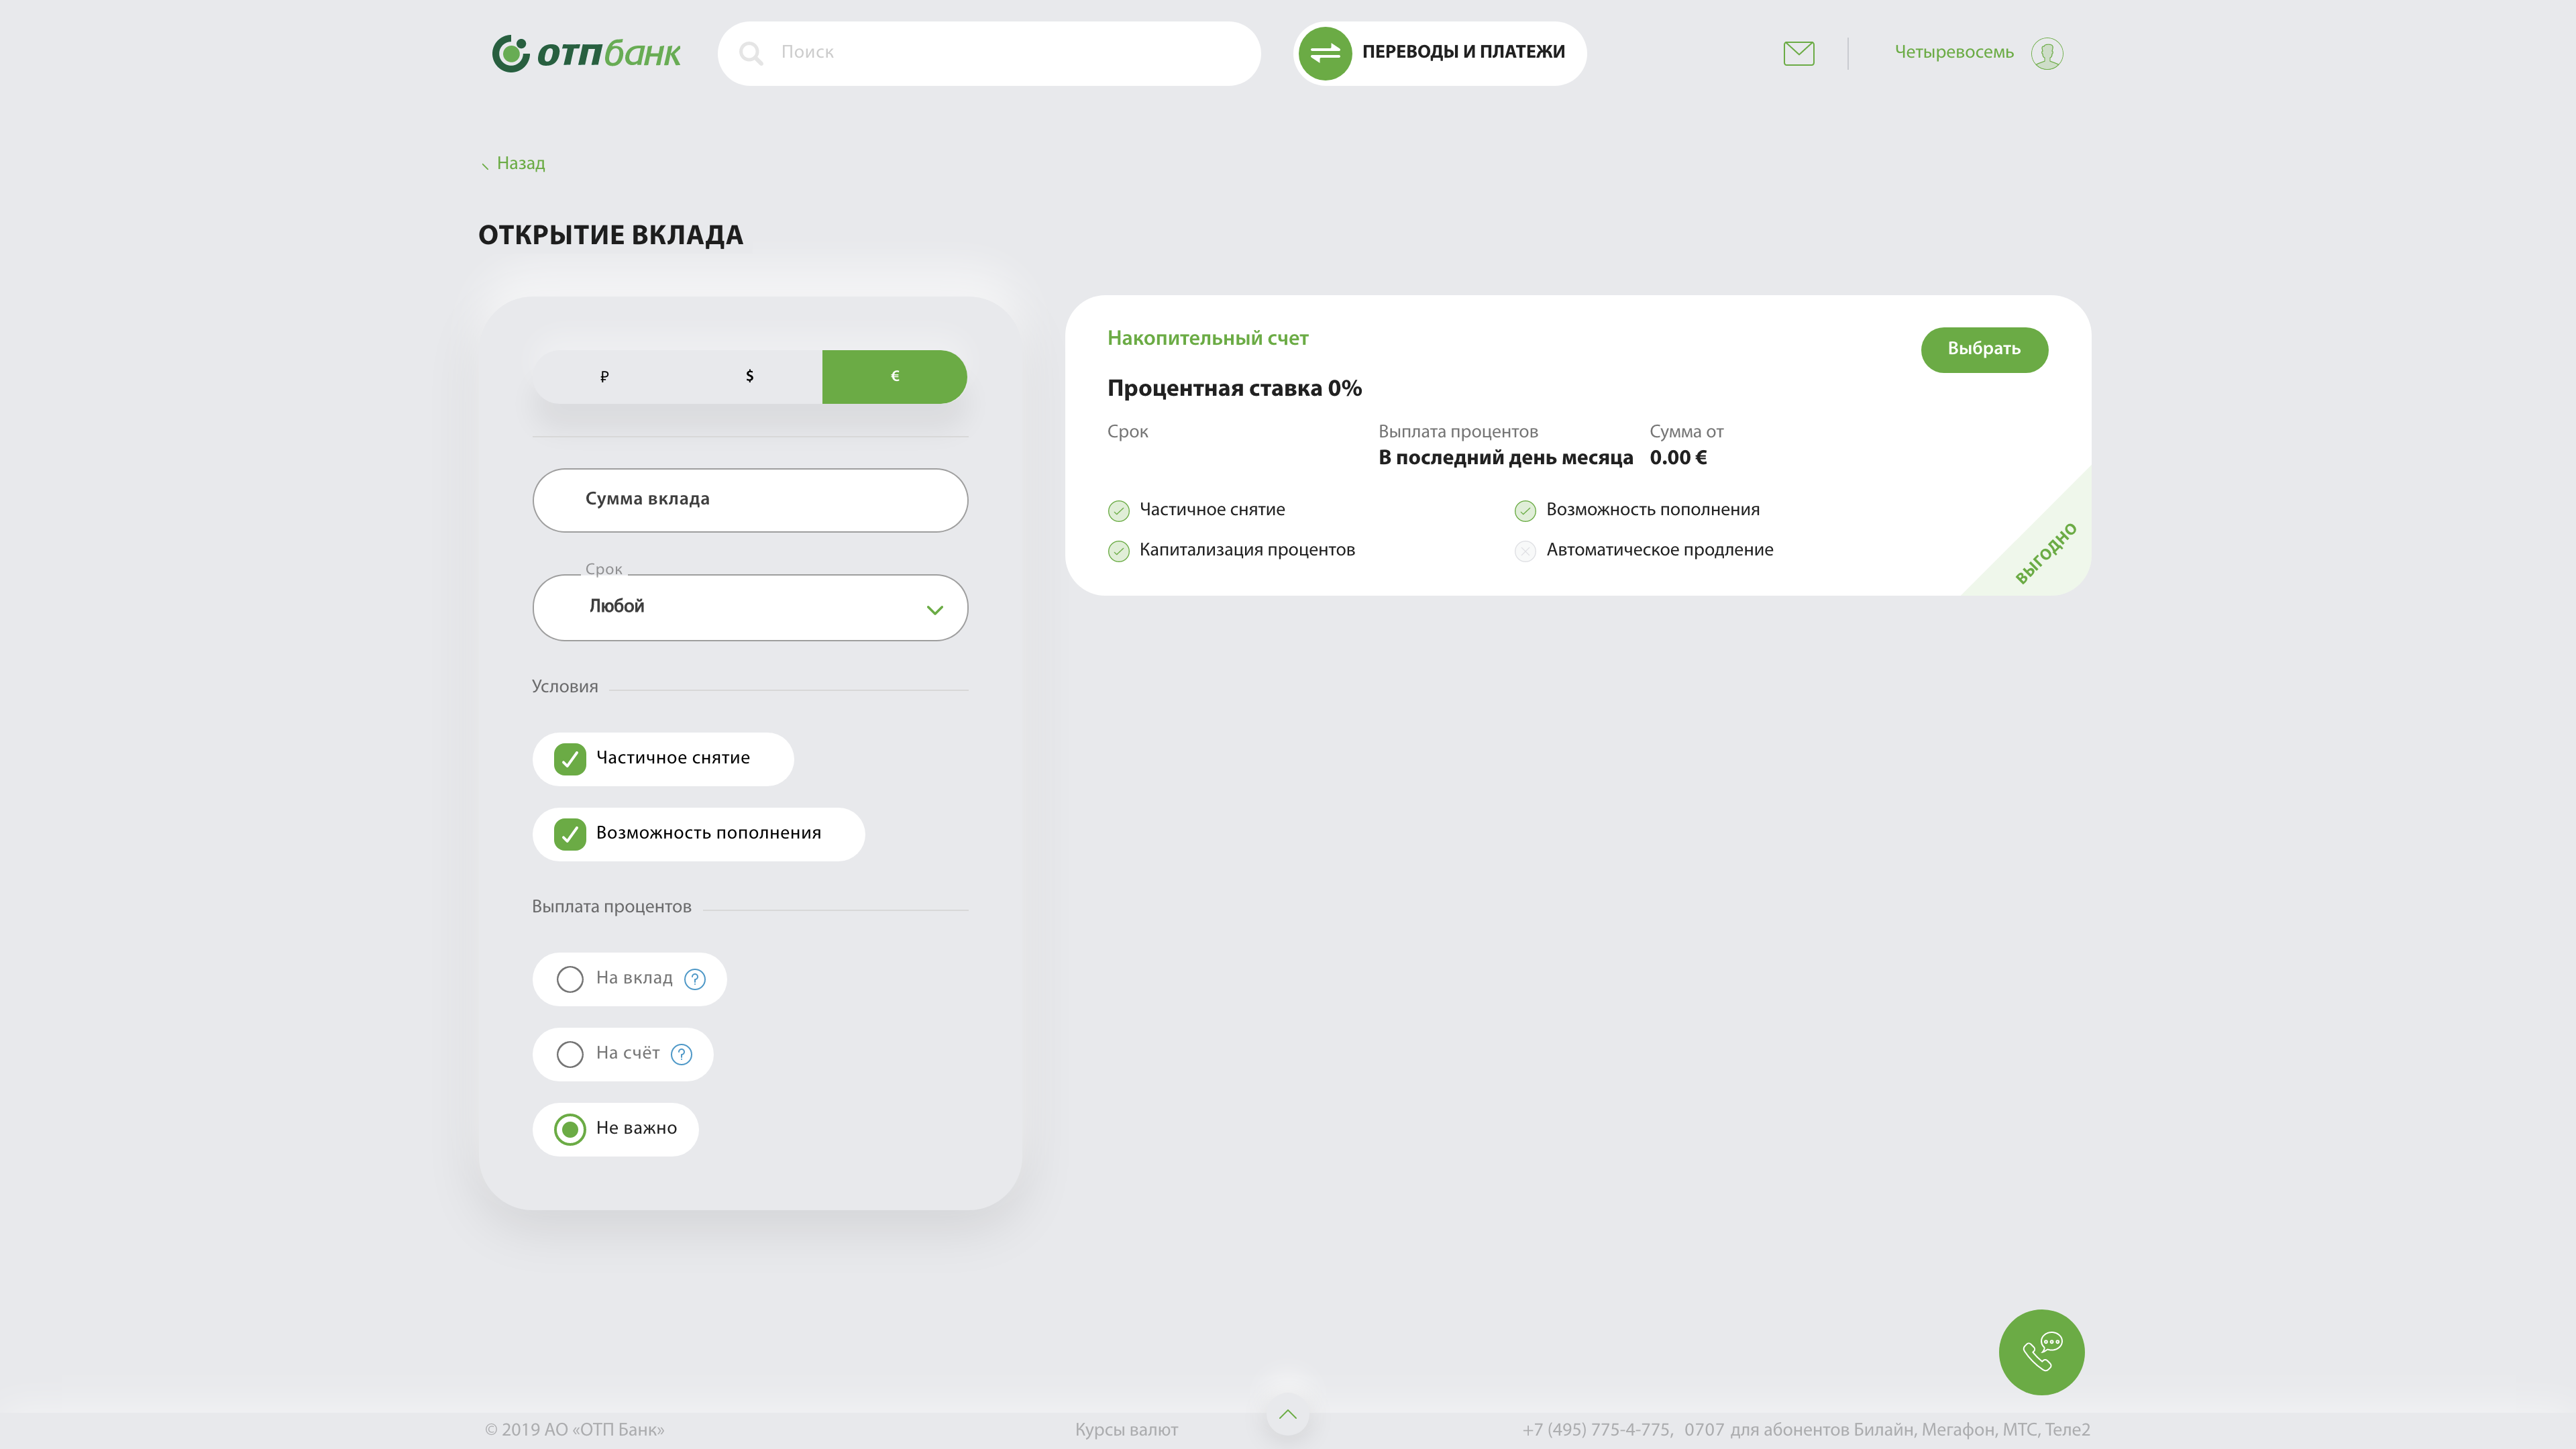 отпбанк
Поиск
ПЕРЕВОДЫ И ПЛАТЕЖИ
Четыревосемь
Назад
ОТКРЫТИЕ ВКЛАДА
₽ $ €
Сумма вклада
Срок
Любой
Условия
Частичное снятие
Возможность пополнения
Выплата процентов
На вклад ?
На счёт ?
Не важно
Накопительный счет
Выбрать
Процентная ставка 0%
Срок Выплата процентов Сумма от
В последний день месяца 0.00 €
Частичное снятие Возможность пополнения
Капитализация процентов Автоматическое продление
ВЫГОДНО
© 2019 АО «ОТП Банк» Курсы валют +7 (495) 775-4-775, 0707 для абонентов Билайн, Мегафон, МТС, Теле2